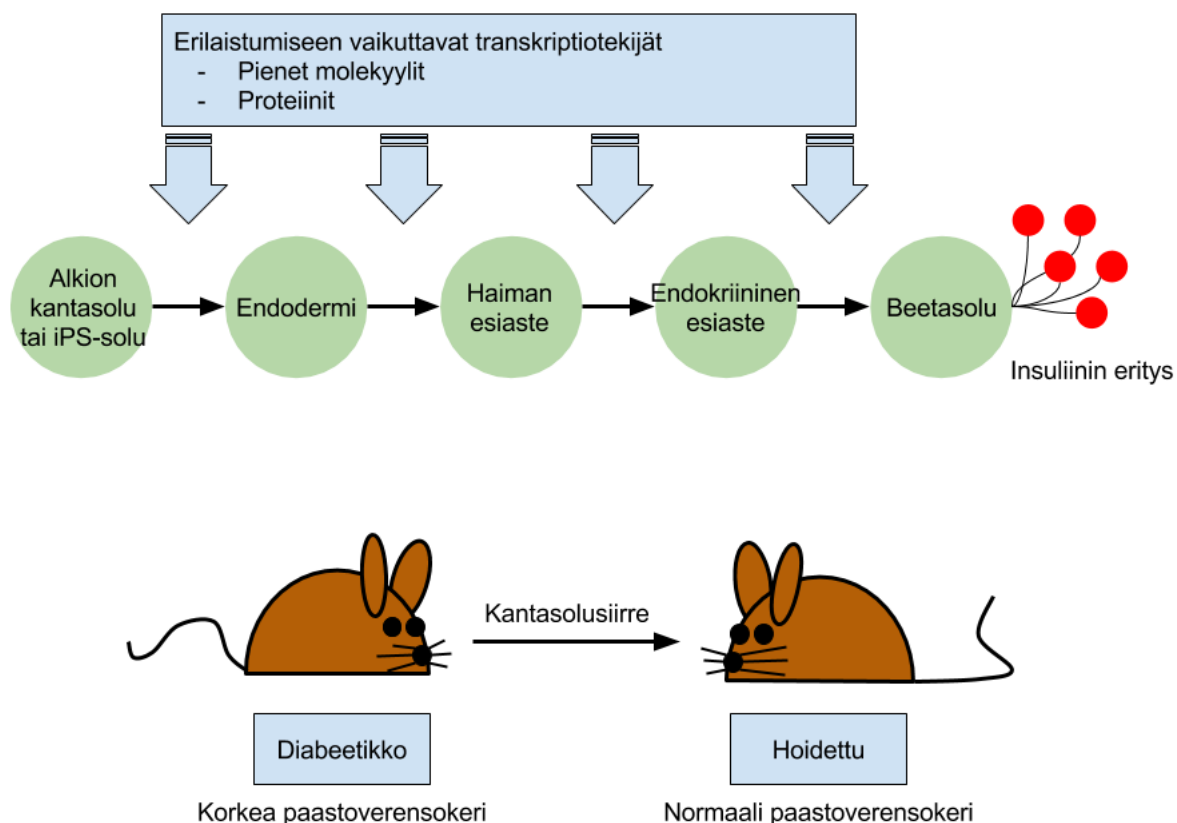 Erilaistumiseen vaikuttavat transkriptiotekijät
- Pienet molekyylit
- Proteiinit
Alkion
kantasolu
tai iPS-solu
Endodermi
Haiman
esiaste
Endokriininen
esiaste
Beetasolu
Insuliinin eritys
Kantasolusiirre
Diabeetikko
Hoidettu
Korkea paastoverensokeri
Normaali paastoverensokeri